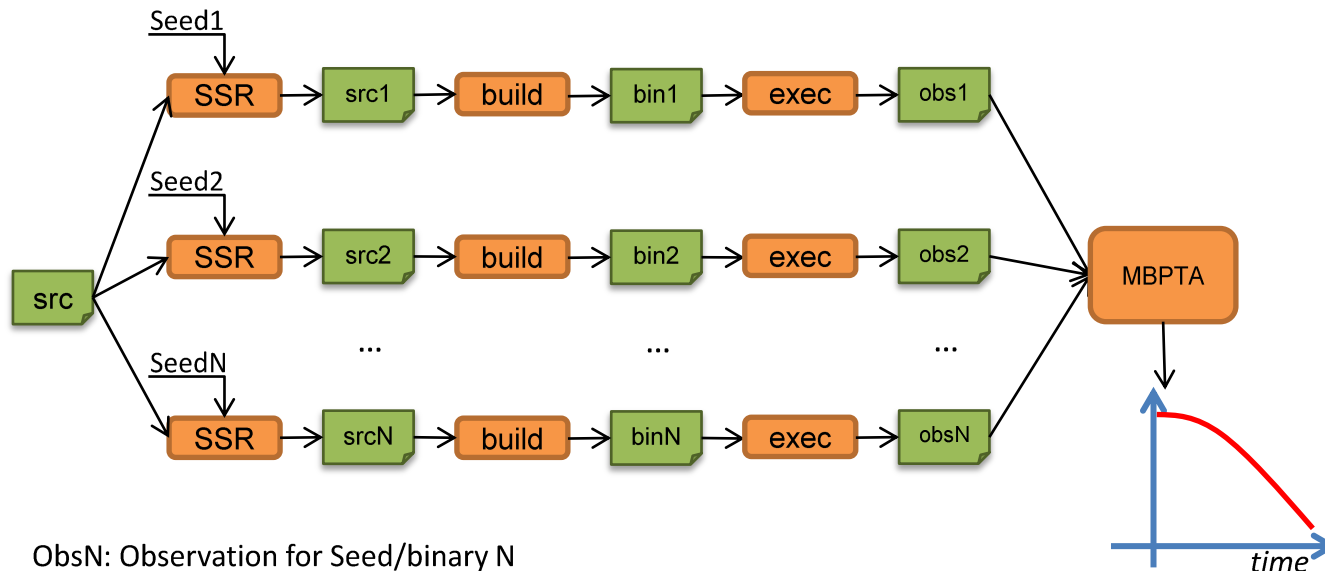 Seed1
SSR src1 build bin1 exec obs1
Seed2
SSR src2 build bin2 exec obs2
src
MBPTA
... ... ...
SeedN
SSR srcN build binN exec obsN
ObsN: Observation for Seed/binary N
time